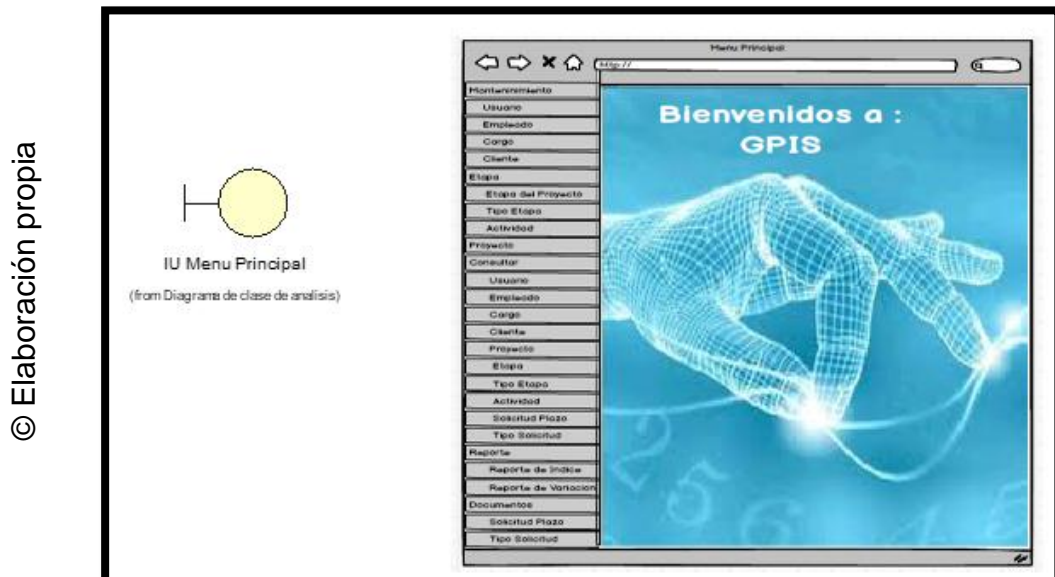 © Elaboración propia
IU Menu Principal
(from Diagrama de clase de analisis)
Menu Principal
http://
Mantenimimiento
Usuario
Empleado
Cargo
Cliente
Etapa
Etapa del Proyecto
Tipo Etapa
Actividad
Proyecto
Consultar
Usuario
Empleado
Cargo
Cliente
Proyecto
Etapa
Tipo Etapa
Actividad
Solicitud Plazo
Tipo Solicitud
Reporte
Reporte de Indice
Reporte de Variacion
Documentos
Solicitud Plazo
Tipo Solicitud
Bienvenidos a :
GPIS